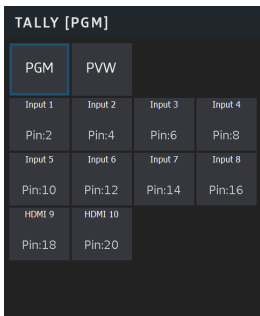 TALLY [PGM]
PGM PVW
Input 1 Input 2 Input 3 Input 4
Pin:2 Pin:4 Pin:6 Pin:8
Input 5 Input 6 Input 7 Input 8
Pin:10 Pin:12 Pin:14 Pin:16
HDMI 9 HDMI 10
Pin:18 Pin:20